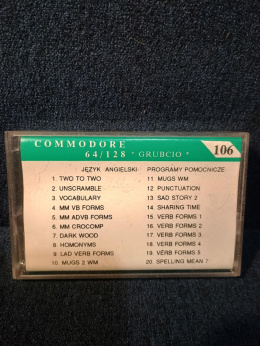 COMMODORE
64/128 * GRUBCIO *
106
JĘZYK ANGIELSKI PROGRAMY POMOCNICZE
1. TWO TO TWO
2. UNSCRAMBLE
3. VOCABULARY
4. MM VB FORMS
5. MM ADVB FORMS
6. MM CROCOMP
7. DARK WOOD
8. HOMONYMS
9. LAD VERB FORMS
10. MUGS 2 WM
11. MUGS WM
12. PUNCTUATION
13. SAD STORY 2
14. SHARING TIME
15. VERB FORMS 1
16. VERB FORMS 2
17. VERB FORMS 3
18. VERB FORMS 4
19. VERB FORMS 5
20. SPELLING MEAN 7